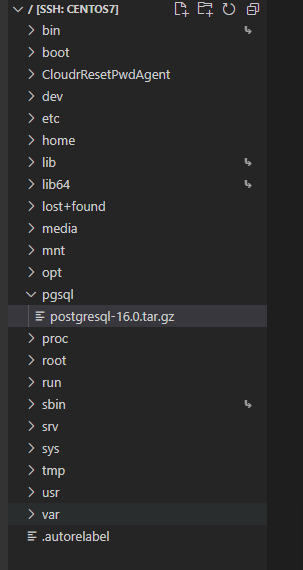 / [SSH: CENTOS7]
bin
boot
CloudrResetPwdAgent
dev
etc
home
lib
lib64
lost+found
media
mnt
opt
pgsql
postgresql-16.0.tar.gz
proc
root
run
sbin
srv
sys
tmp
usr
var
.autorelabel